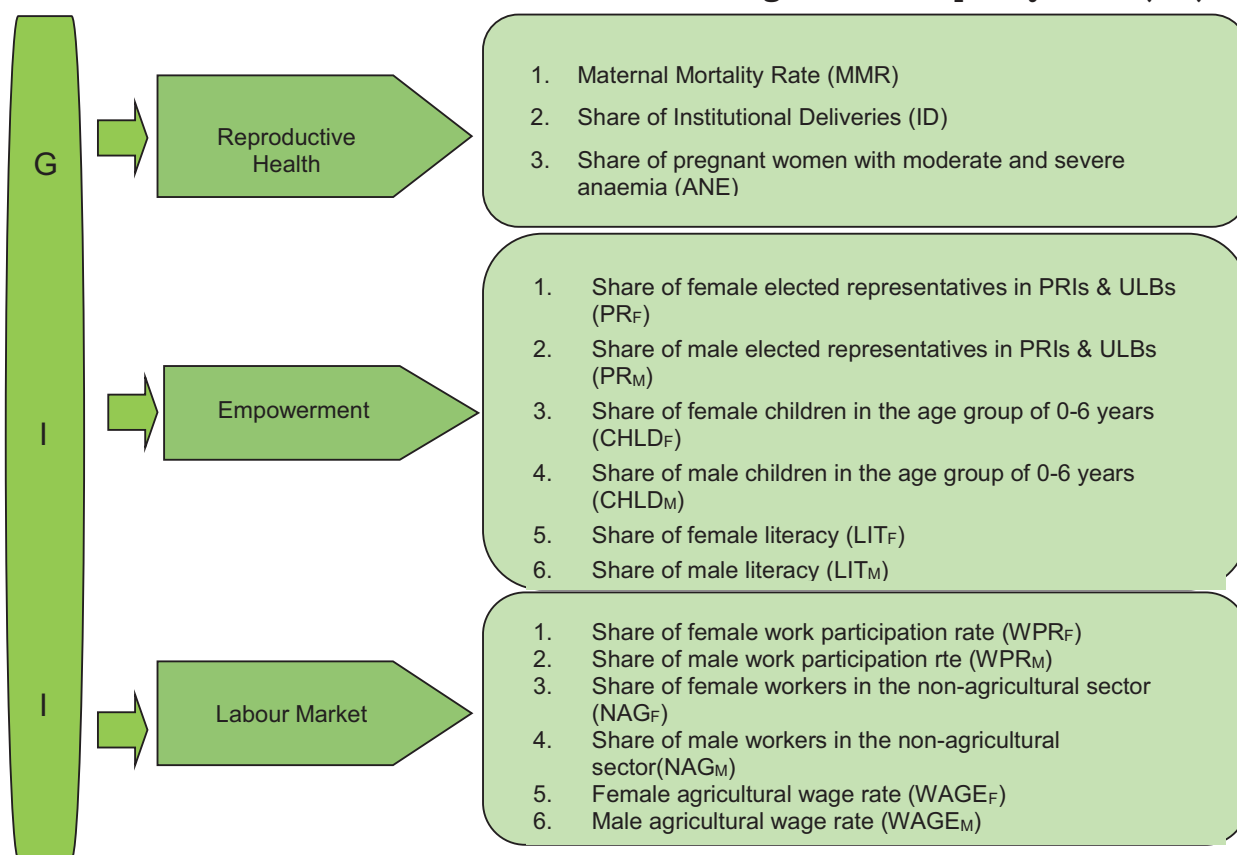 G
I
I
Reproductive
Health
1. Maternal Mortality Rate (MMR)
2. Share of Institutional Deliveries (ID)
3. Share of pregnant women with moderate and severe
anaemia (ANE)
Empowerment
1. Share of female elected representatives in PRIs & ULBs
(PRF)
2. Share of male elected representatives in PRIs & ULBs
(PRM)
3. Share of female children in the age group of 0-6 years
(CHLDF)
4. Share of male children in the age group of 0-6 years
(CHLDM)
5. Share of female literacy (LITF)
6. Share of male literacy (LITM)
Labour Market
1. Share of female work participation rate (WPRF)
2. Share of male work participation rte (WPRM)
3. Share of female workers in the non-agricultural sector
(NAGF)
4. Share of male workers in the non-agricultural
sector(NAGM)
5. Female agricultural wage rate (WAGEF)
6. Male agricultural wage rate (WAGEM)